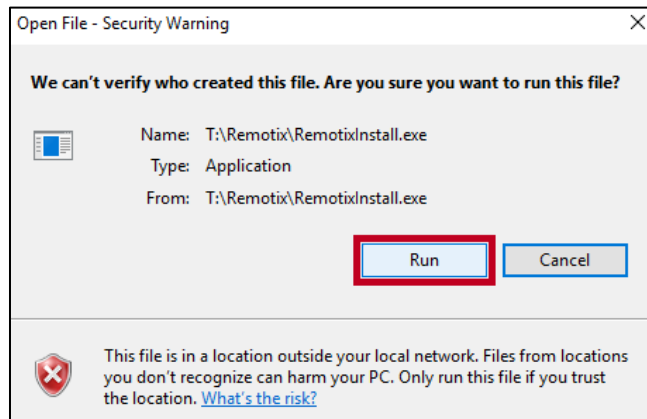 Open File - Security Warning
We can't verify who created this file. Are you sure you want to run this file?
Name: T:\Remotix\RemotixInstall.exe
Type: Application
From: T:\Remotix\RemotixInstall.exe
Run Cancel
This file is in a location outside your local network. Files from locations
you don't recognize can harm your PC. Only run this file if you trust
the location. What's the risk?